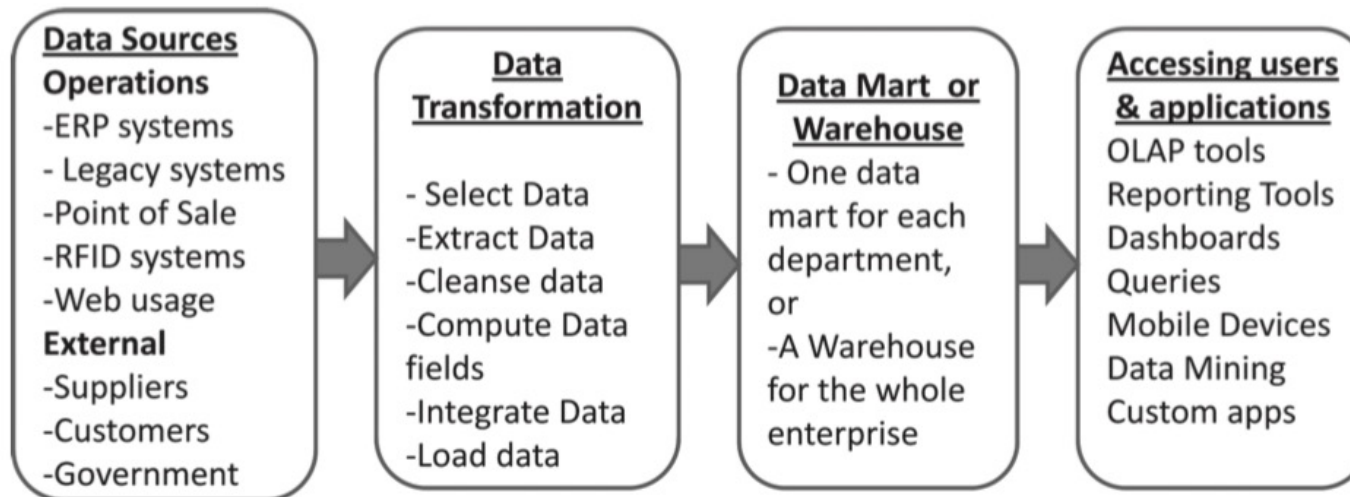 Data Sources
Operations
-ERP systems
- Legacy systems
-Point of Sale
-RFID systems
-Web usage
External
-Suppliers
-Customers
-Government
Data
Transformation
- Select Data
-Extract Data
-Cleanse data
-Compute Data
fields
-Integrate Data
-Load data
Data Mart or
Warehouse
- One data
mart for each
department,
or
-A Warehouse
for the whole
enterprise
Accessing users
& applications
OLAP tools
Reporting Tools
Dashboards
Queries
Mobile Devices
Data Mining
Custom apps